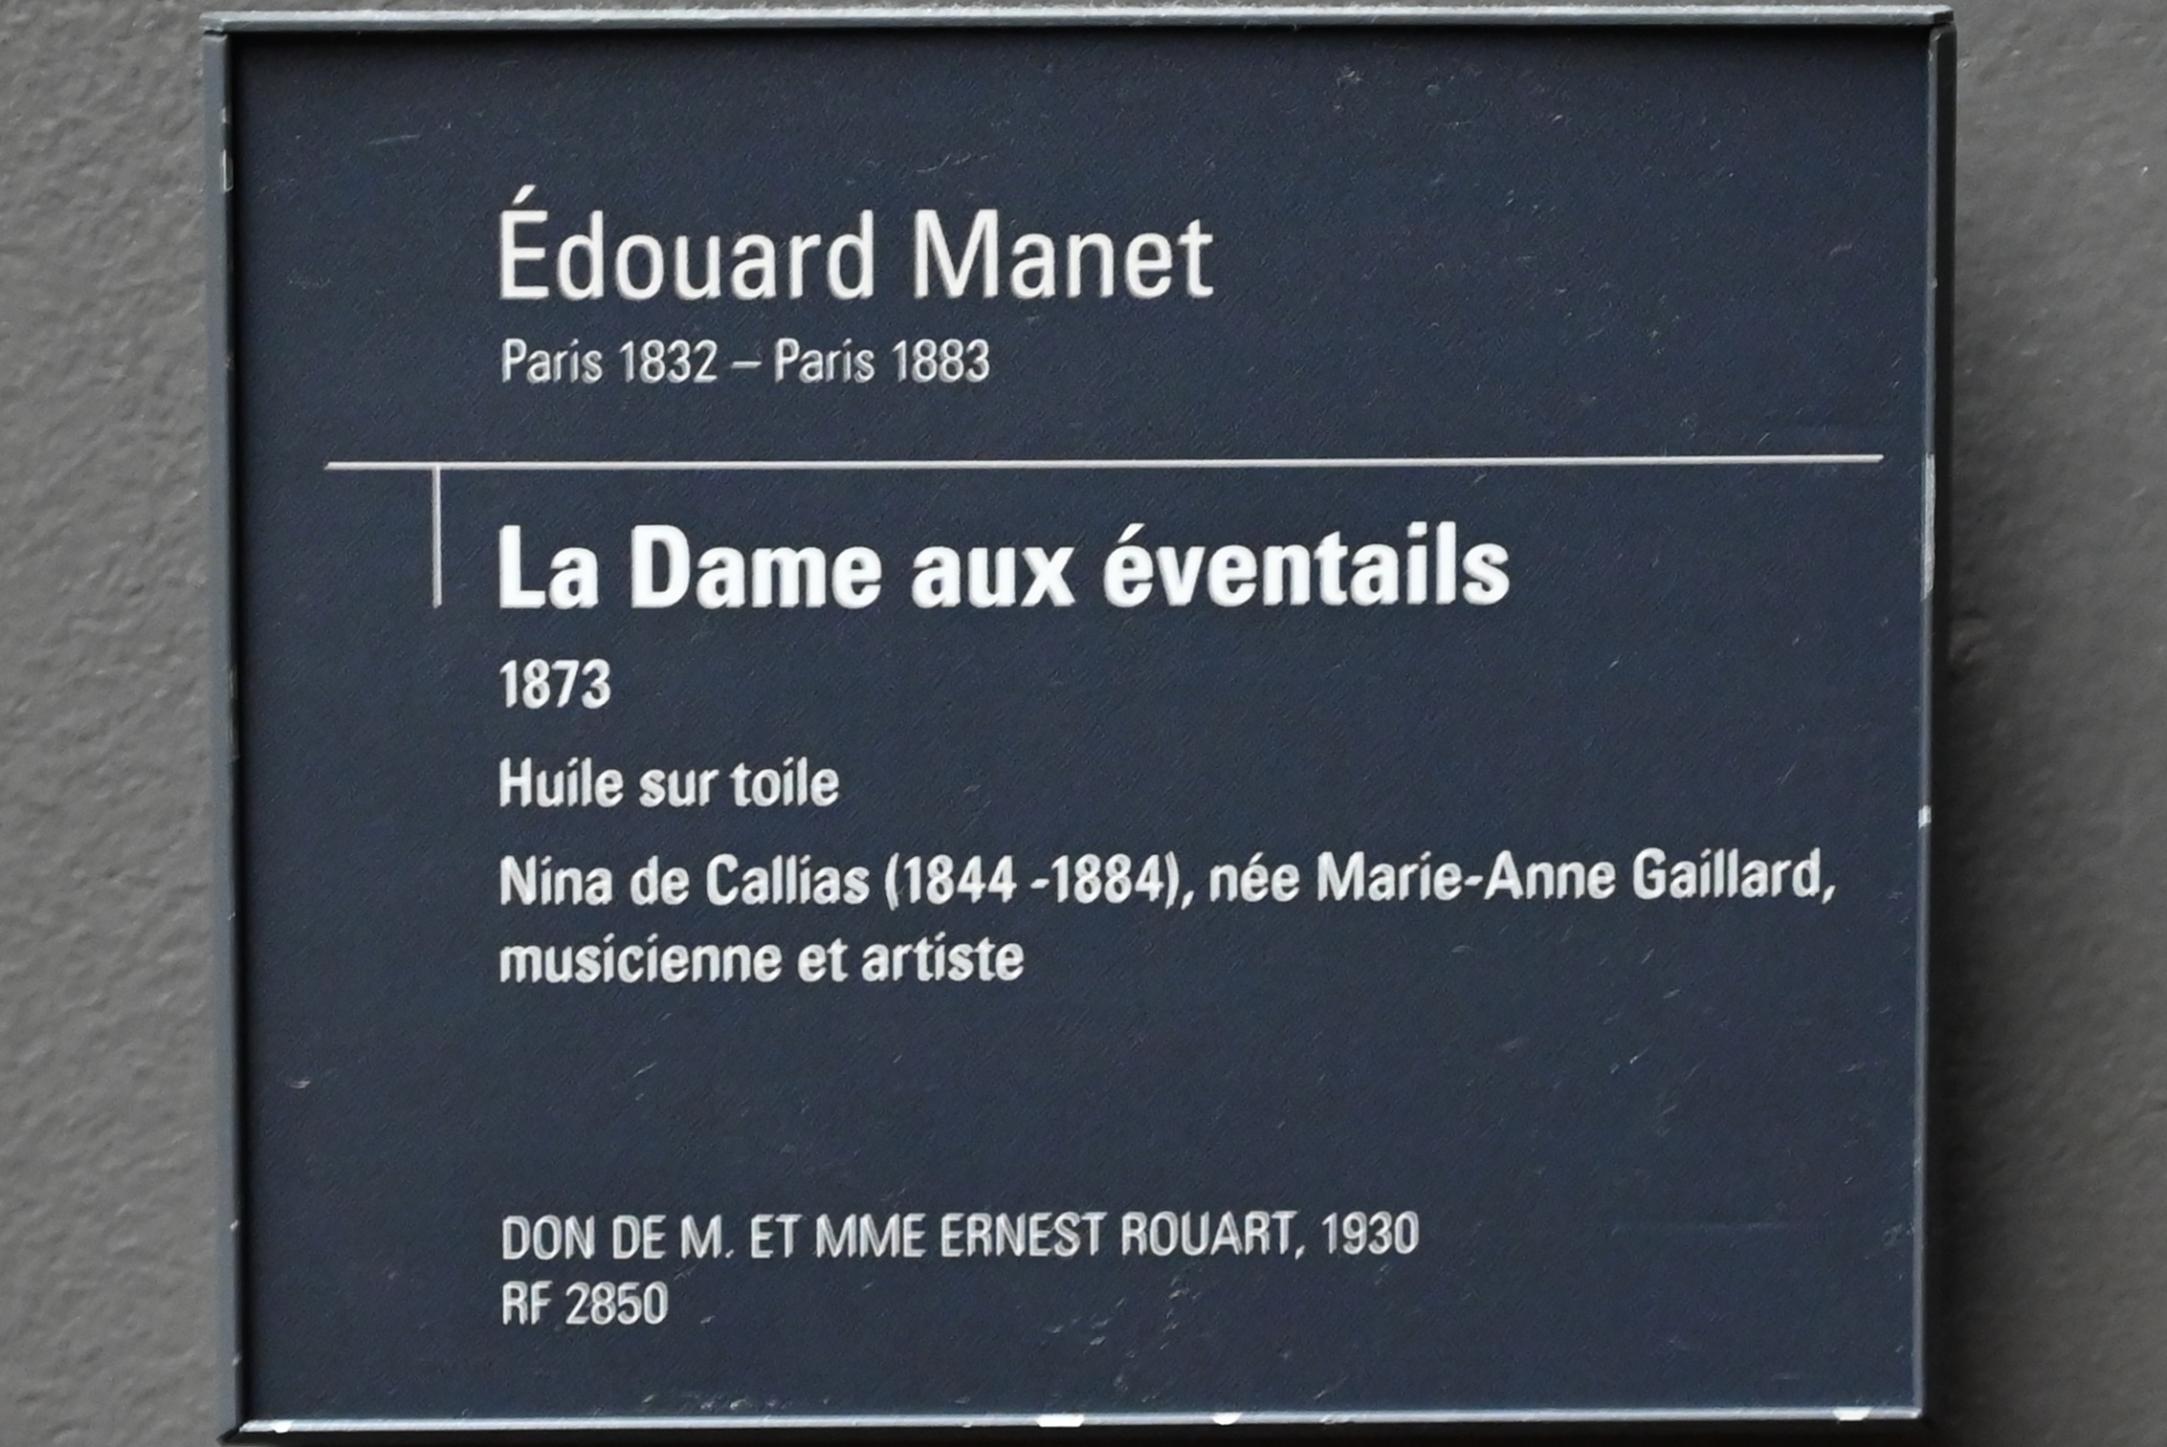 Édouard Manet
Paris 1832 – Paris 1883
La Dame aux éventails
1873
Huile sur toile
Nina de Callias (1844 -1884), née Marie-Anne Gaillard,
musicienne et artiste
DON DE M. ET MME ERNEST ROUART, 1930
RF 2850